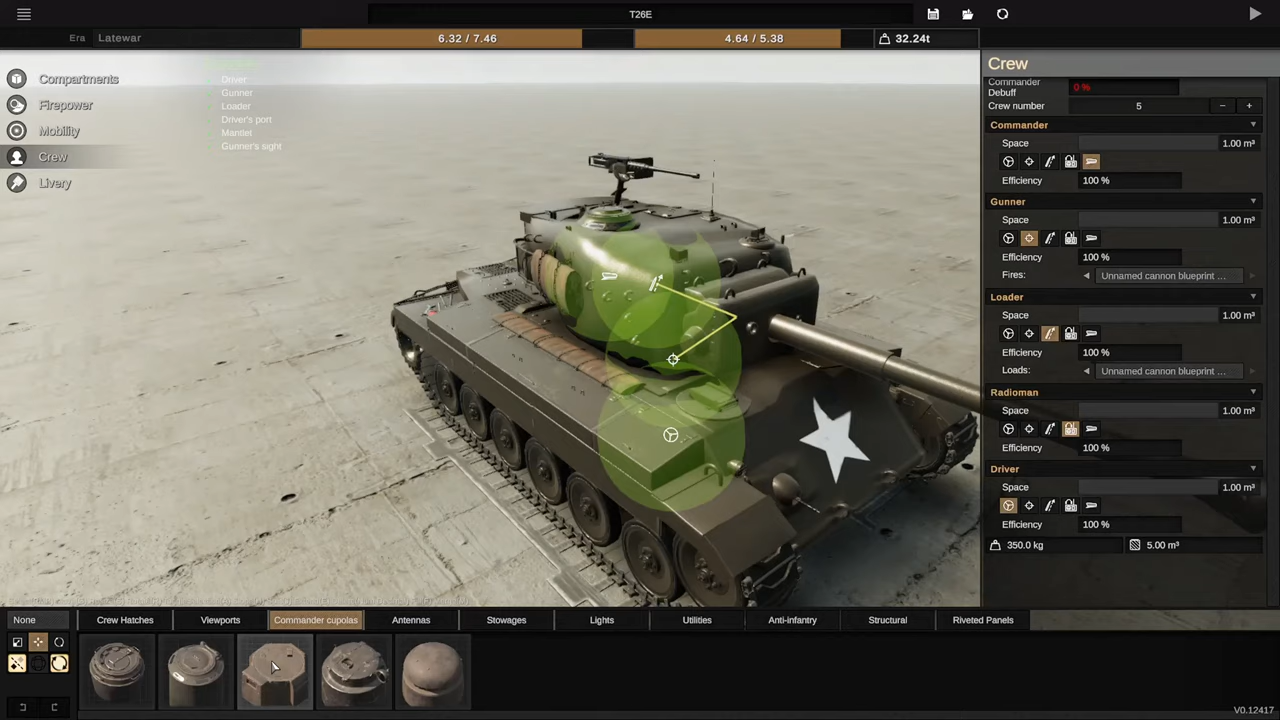 T26E
Era Latewar
6.32 / 7.46
4.64 / 5.38
32.24t
Compartments
Firepower
Mobility
Crew
Livery
Driver
Gunner
Loader
Driver's port
Mantlet
Gunner's sight
Crew
Commander Debuff
0 %
Crew number 5
Commander
Space 1.00 m³
Efficiency 100 %
Gunner
Space 1.00 m³
Efficiency 100 %
Fires: Unnamed cannon blueprint ...
Loader
Space 1.00 m³
Efficiency 100 %
Loads: Unnamed cannon blueprint ...
Radioman
Space 1.00 m³
Efficiency 100 %
Driver
Space 1.00 m³
Efficiency 100 %
350.0 kg 5.00 m³
None
Crew Hatches
Viewports
Commander cupolas
Antennas
Stowages
Lights
Utilities
Anti-infantry
Structural
Riveted Panels
V0.12417